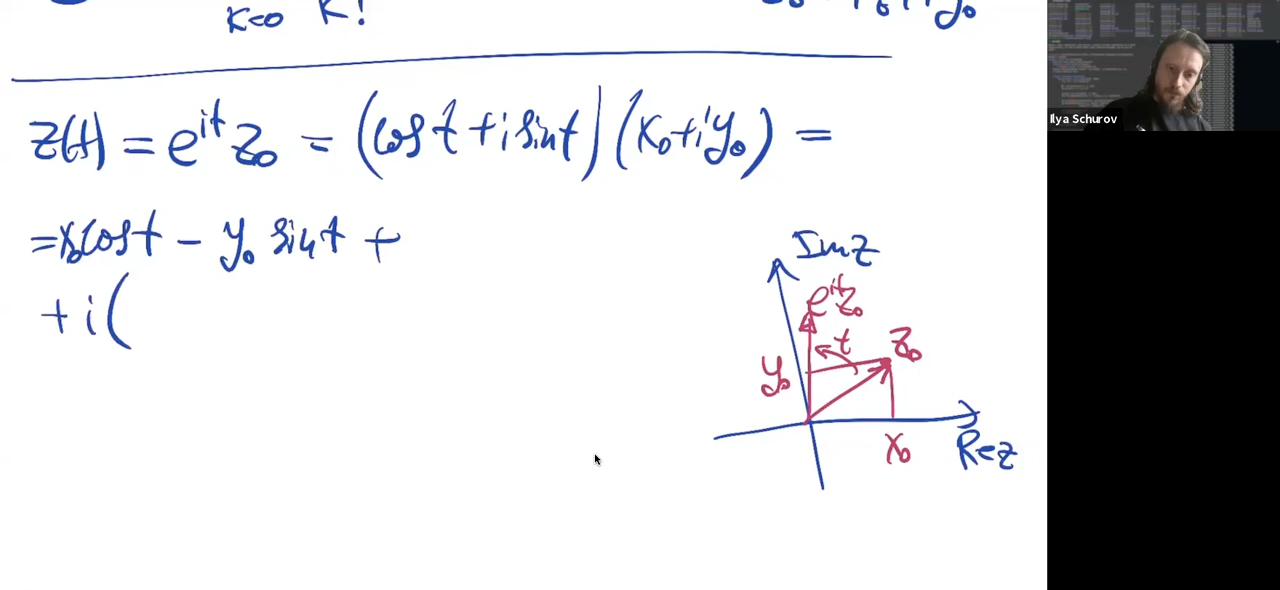 K=0 K!
z(t) = e^{it} z₀ = (cos t + i sin t)(x₀ + i y₀) =
= x₀ cos t - y₀ sin t +
+ i (
Im z
e^{it} z₀
t
z₀
y₀
x₀
Re z
Ilya Schurov